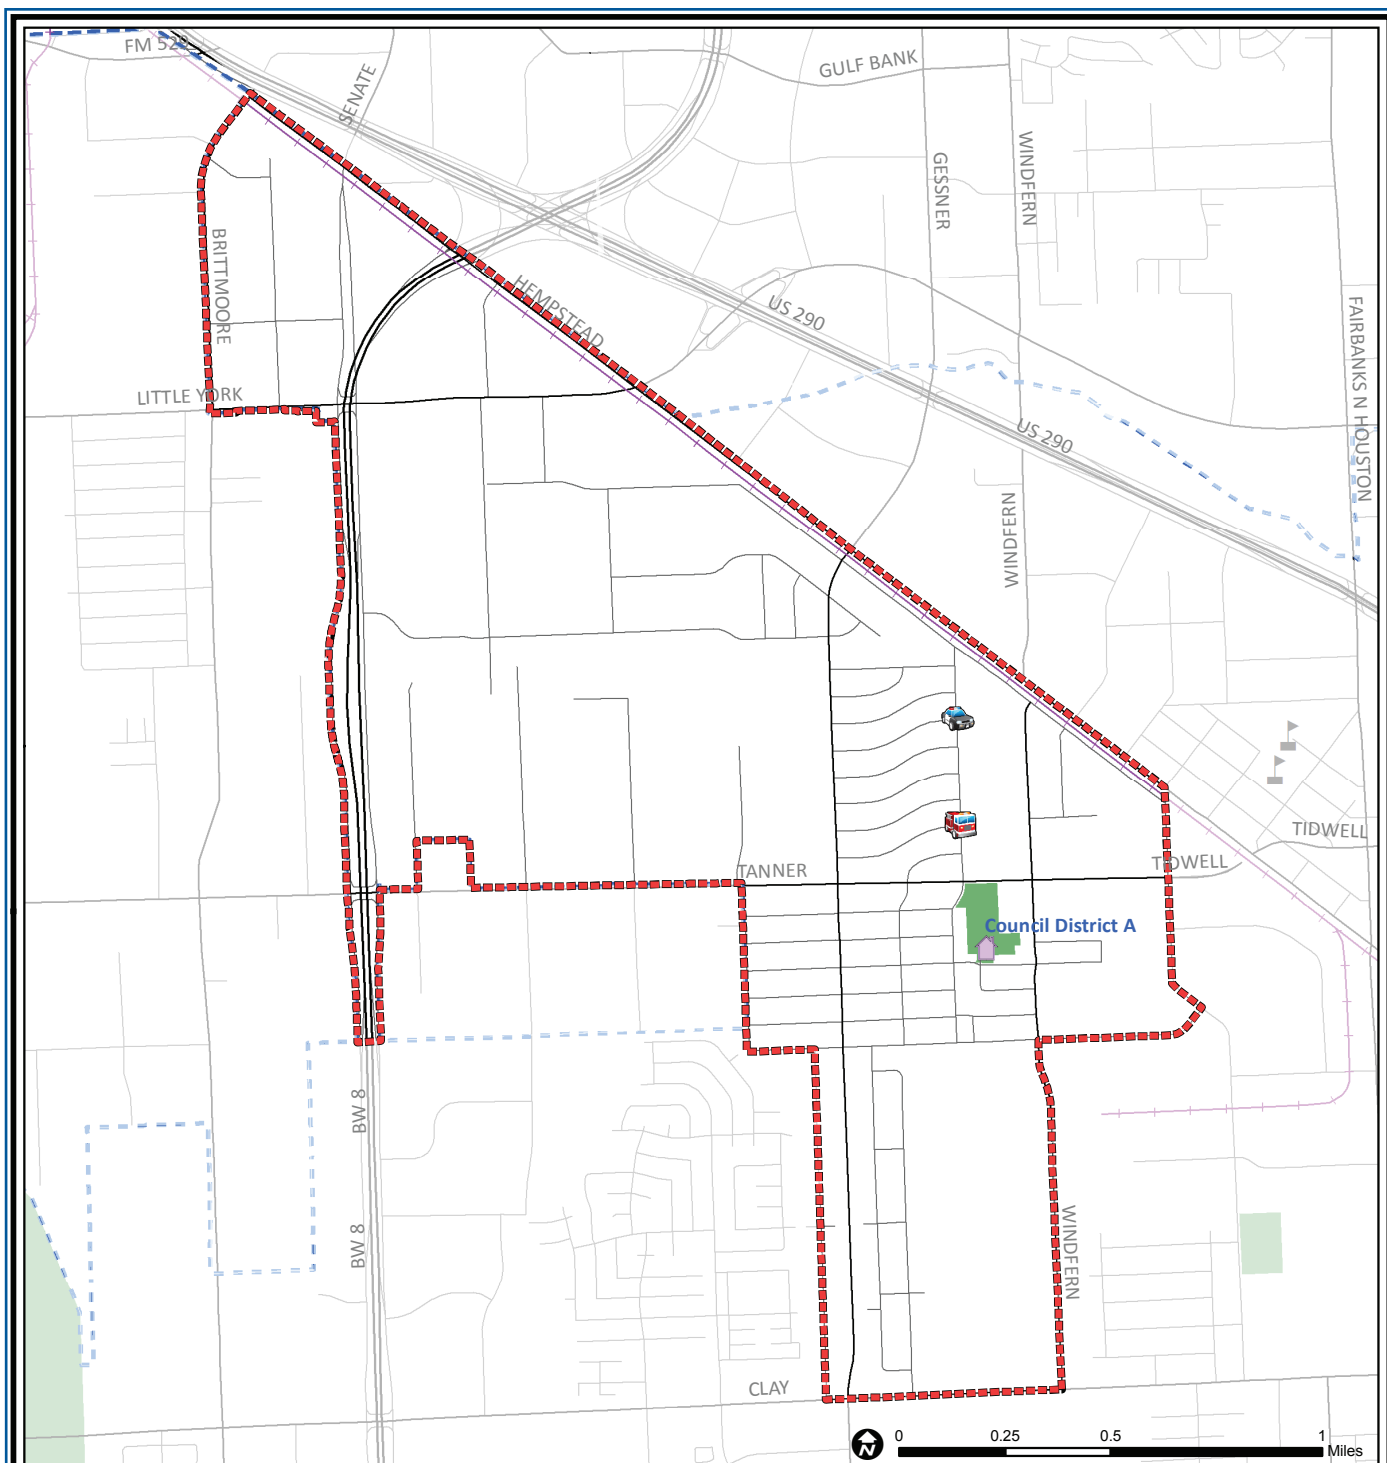 FM 529
SENATE
GULF BANK
GESSNER
WINDFERN
BRITTMOORE
HEMPSTEAD
US 290
FAIRBANKS N HOUSTON
LITTLE YORK
US 290
WINDFERN
TIDWELL
TIDWELL
TANNER
Council District A
BW 8
BW 8
WINDFERN
CLAY
N
0 0.25 0.5 1
Miles